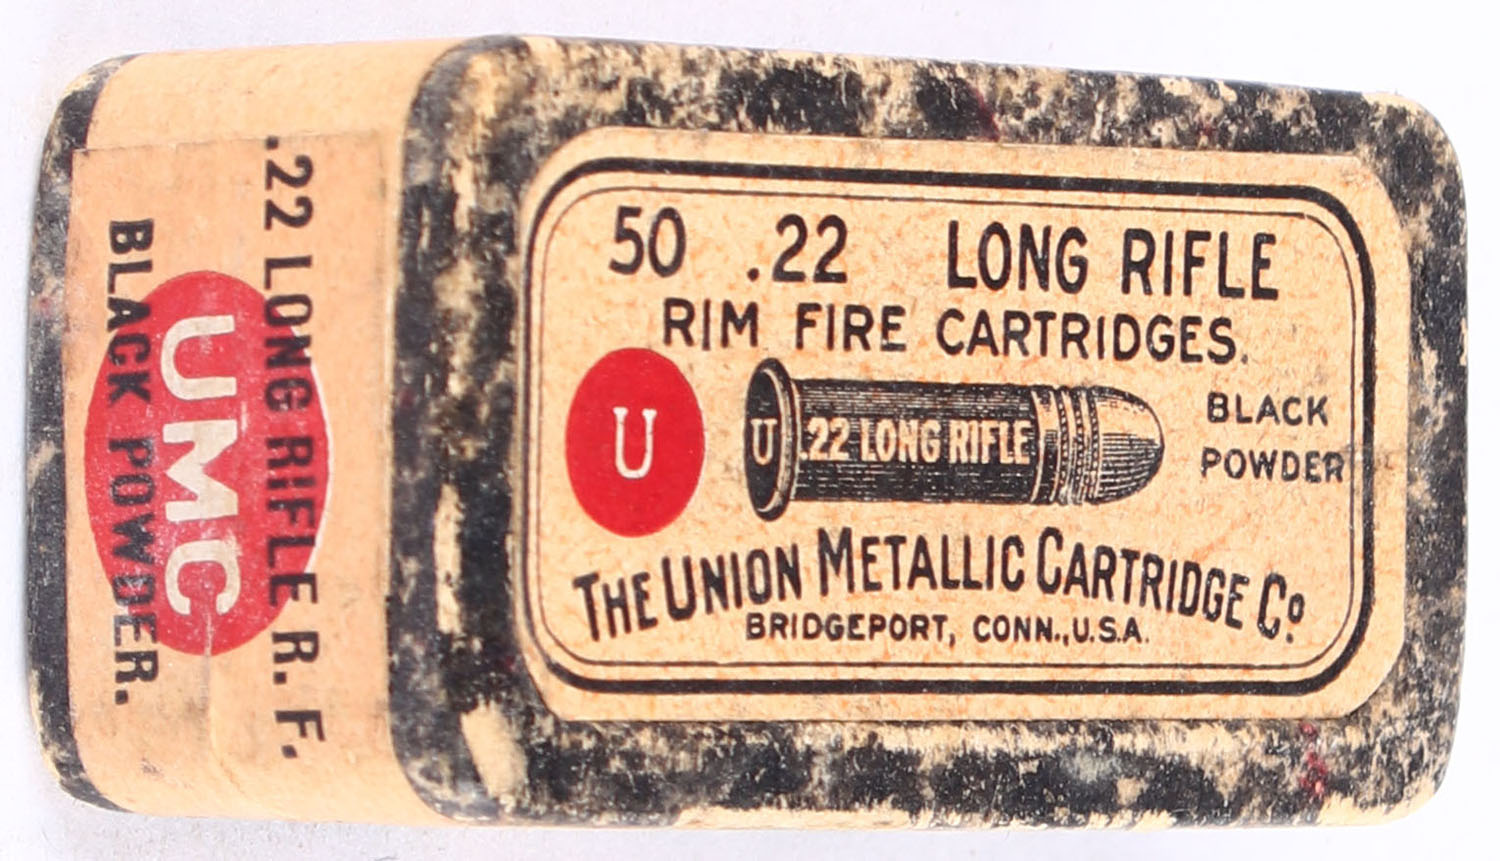 50 .22 LONG RIFLE
RIM FIRE CARTRIDGES.
U
U .22 LONG RIFLE
BLACK
POWDER
THE UNION METALLIC CARTRIDGE Co.
BRIDGEPORT, CONN., U.S.A.
.22 LONG RIFLE R. F.
UMC
BLACK POWDER.